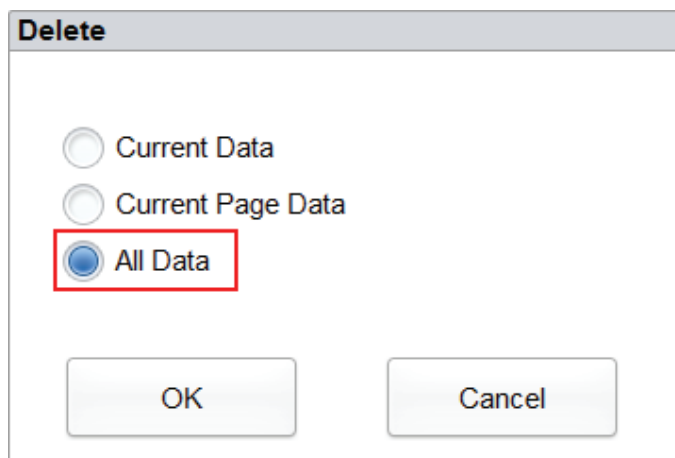 Delete
Current Data
Current Page Data
All Data
OK
Cancel